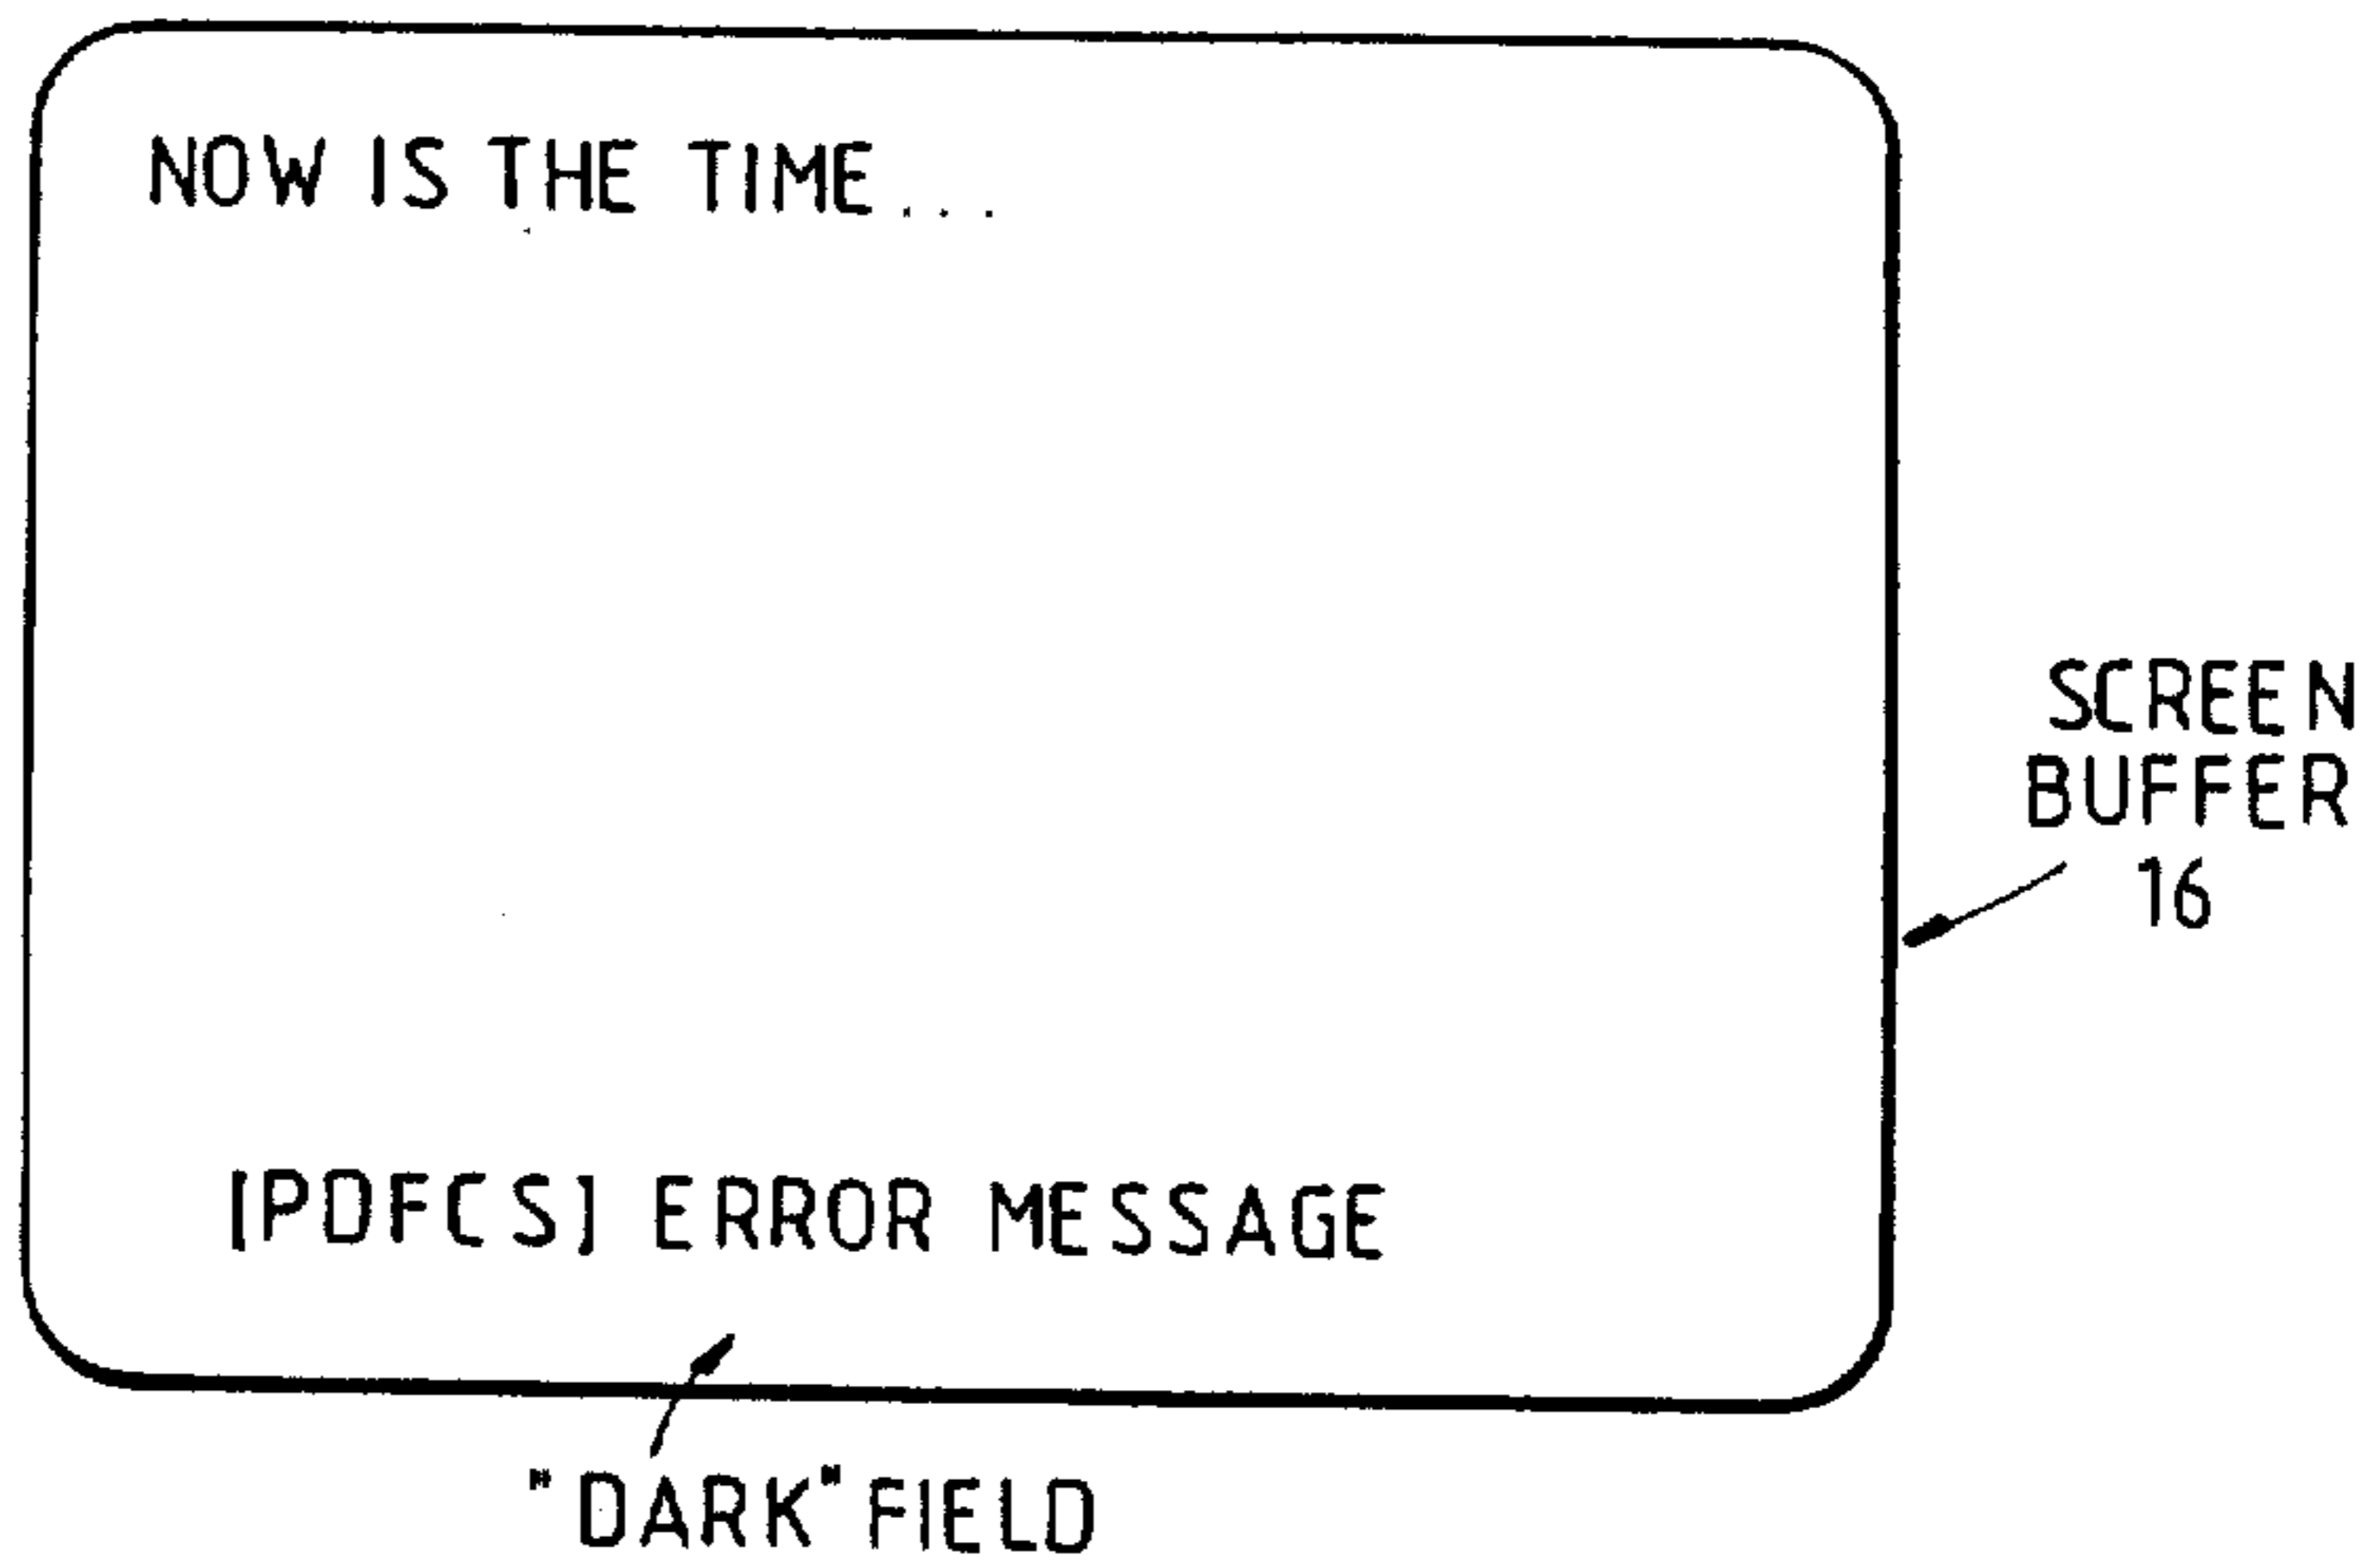 NOW IS THE TIME...
SCREEN
BUFFER
16
[PDFCS] ERROR MESSAGE
"DARK" FIELD